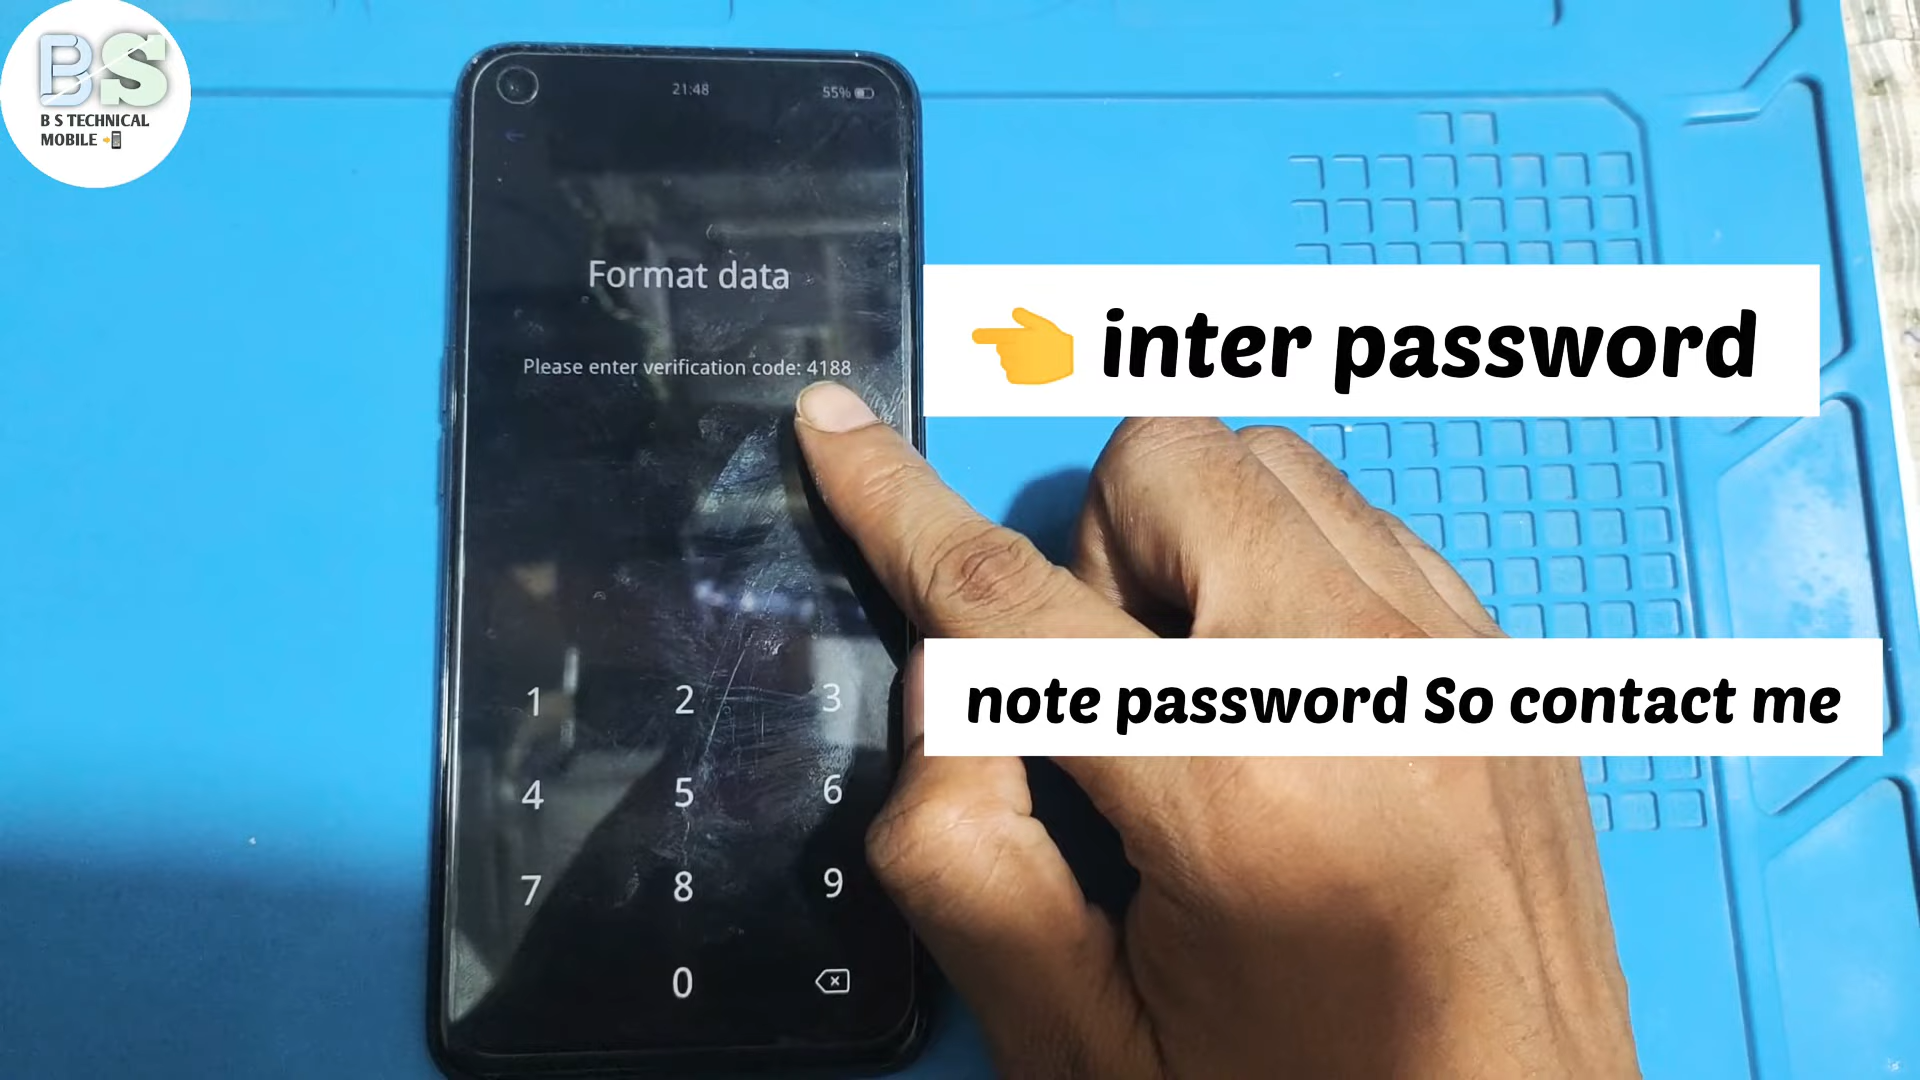 BS
B S TECHNICAL
MOBILE
21:48
55%
Format data
Please enter verification code: 4188
👈 inter password
note password So contact me
1 2 3
4 5 6
7 8 9
0